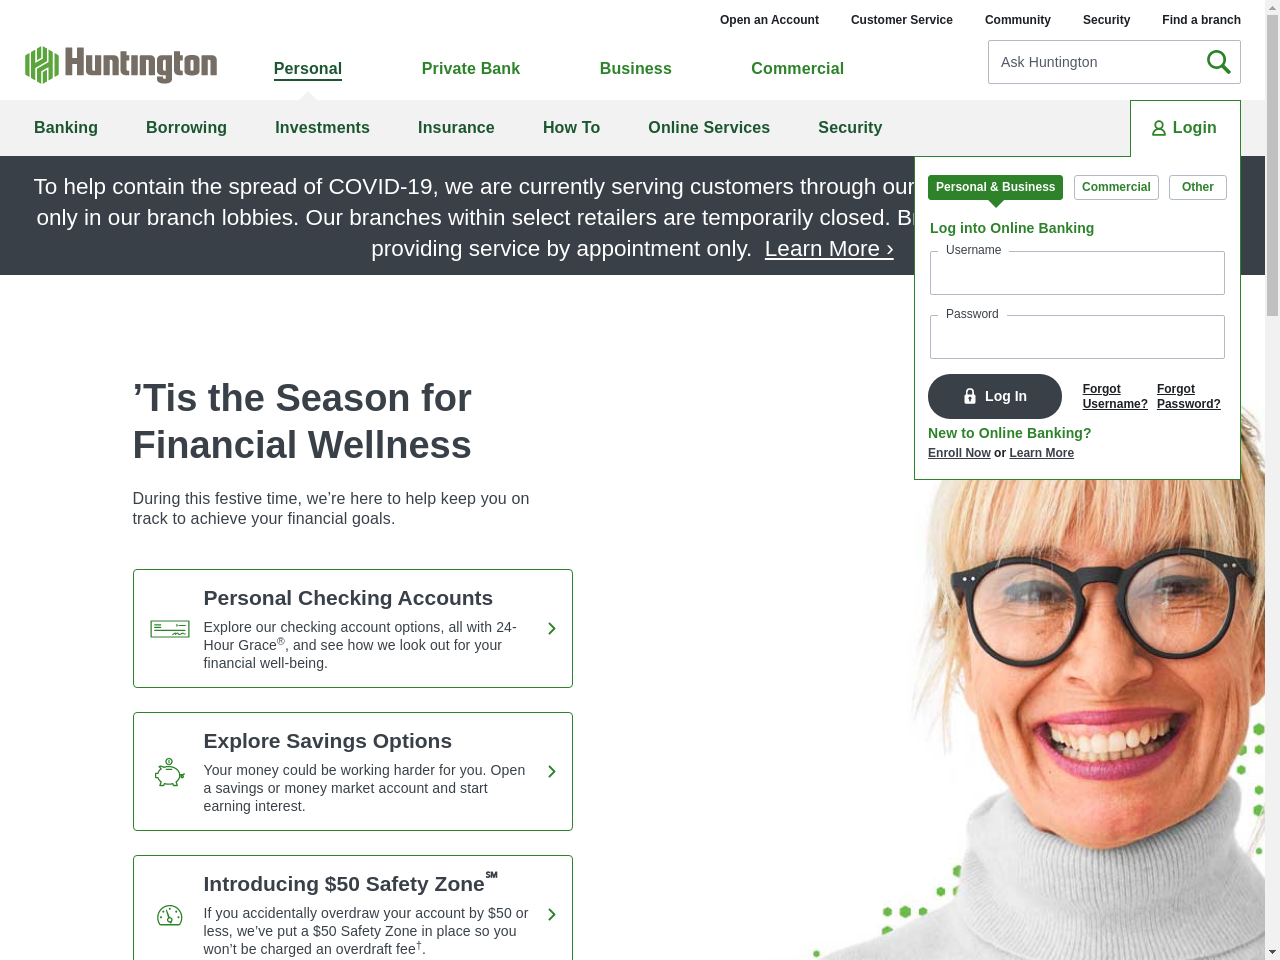 Open an Account Customer Service Community Security Find a branch
Huntington
Personal Private Bank Business Commercial
Ask Huntington
Banking Borrowing Investments Insurance How To Online Services Security
Login
To help contain the spread of COVID-19, we are currently serving customers through our
only in our branch lobbies. Our branches within select retailers are temporarily closed.
providing service by appointment only. Learn More ›
Personal & Business Commercial Other
Log into Online Banking
Username
Password
Log In
Forgot Username?
Forgot Password?
New to Online Banking?
Enroll Now or Learn More
’Tis the Season for
Financial Wellness
During this festive time, we’re here to help keep you on
track to achieve your financial goals.
Personal Checking Accounts
Explore our checking account options, all with 24-
Hour Grace®, and see how we look out for your
financial well-being.
Explore Savings Options
Your money could be working harder for you. Open
a savings or money market account and start
earning interest.
Introducing $50 Safety Zone℠
If you accidentally overdraw your account by $50 or
less, we’ve put a $50 Safety Zone in place so you
won’t be charged an overdraft fee†.